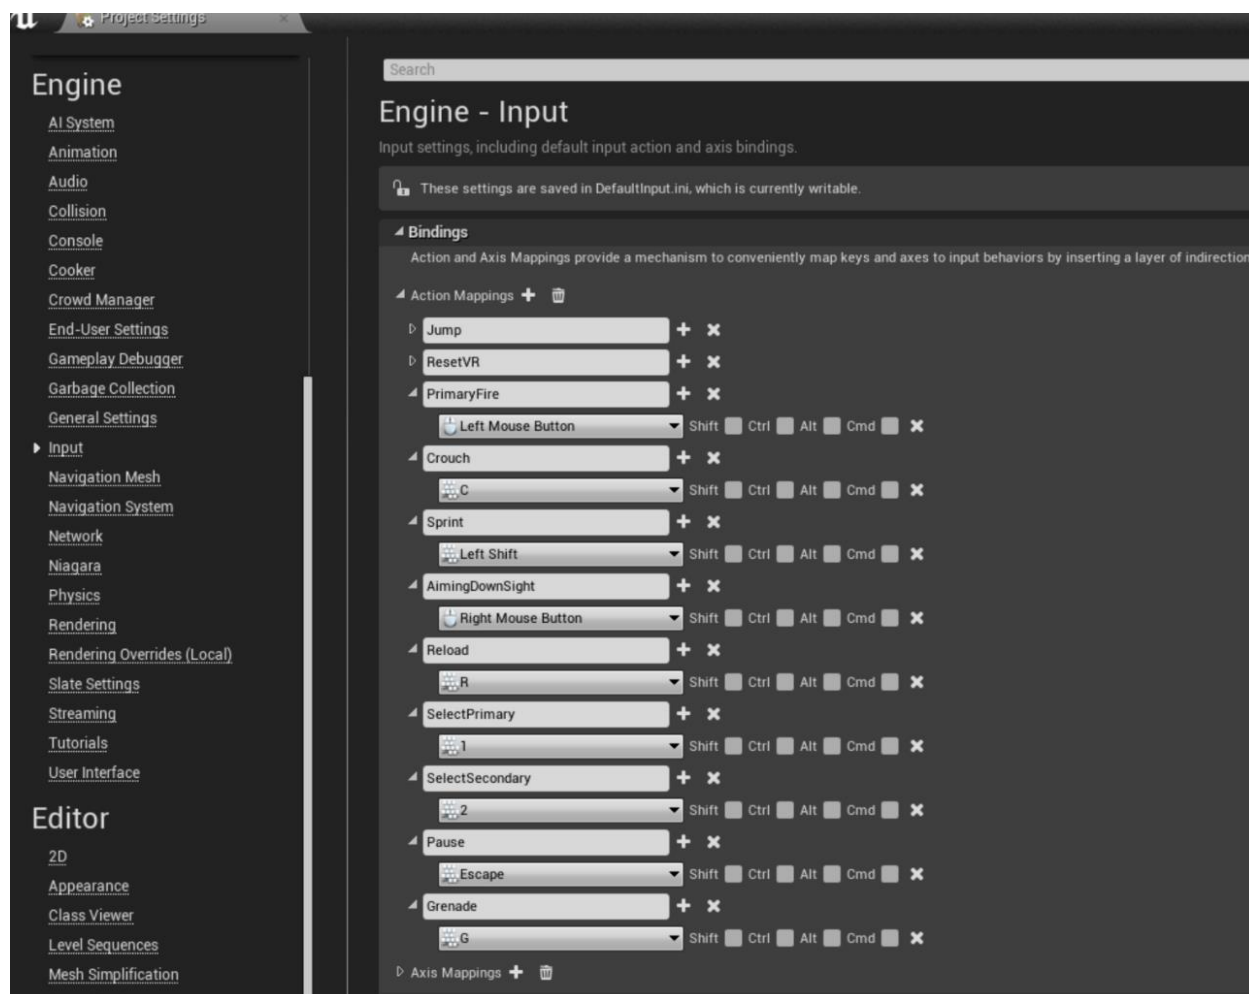 Project Settings
Engine
AI System
Animation
Audio
Collision
Console
Cooker
Crowd Manager
End-User Settings
Gameplay Debugger
Garbage Collection
General Settings
Input
Navigation Mesh
Navigation System
Network
Niagara
Physics
Rendering
Rendering Overrides (Local)
Slate Settings
Streaming
Tutorials
User Interface
Editor
2D
Appearance
Class Viewer
Level Sequences
Mesh Simplification
Search
Engine - Input
Input settings, including default input action and axis bindings.
These settings are saved in DefaultInput.ini, which is currently writable.
Bindings
Action and Axis Mappings provide a mechanism to conveniently map keys and axes to input behaviors by inserting a layer of indirection
Action Mappings
Jump
ResetVR
PrimaryFire
Left Mouse Button Shift Ctrl Alt Cmd
Crouch
C Shift Ctrl Alt Cmd
Sprint
Left Shift Shift Ctrl Alt Cmd
AimingDownSight
Right Mouse Button Shift Ctrl Alt Cmd
Reload
R Shift Ctrl Alt Cmd
SelectPrimary
1 Shift Ctrl Alt Cmd
SelectSecondary
2 Shift Ctrl Alt Cmd
Pause
Escape Shift Ctrl Alt Cmd
Grenade
G Shift Ctrl Alt Cmd
Axis Mappings